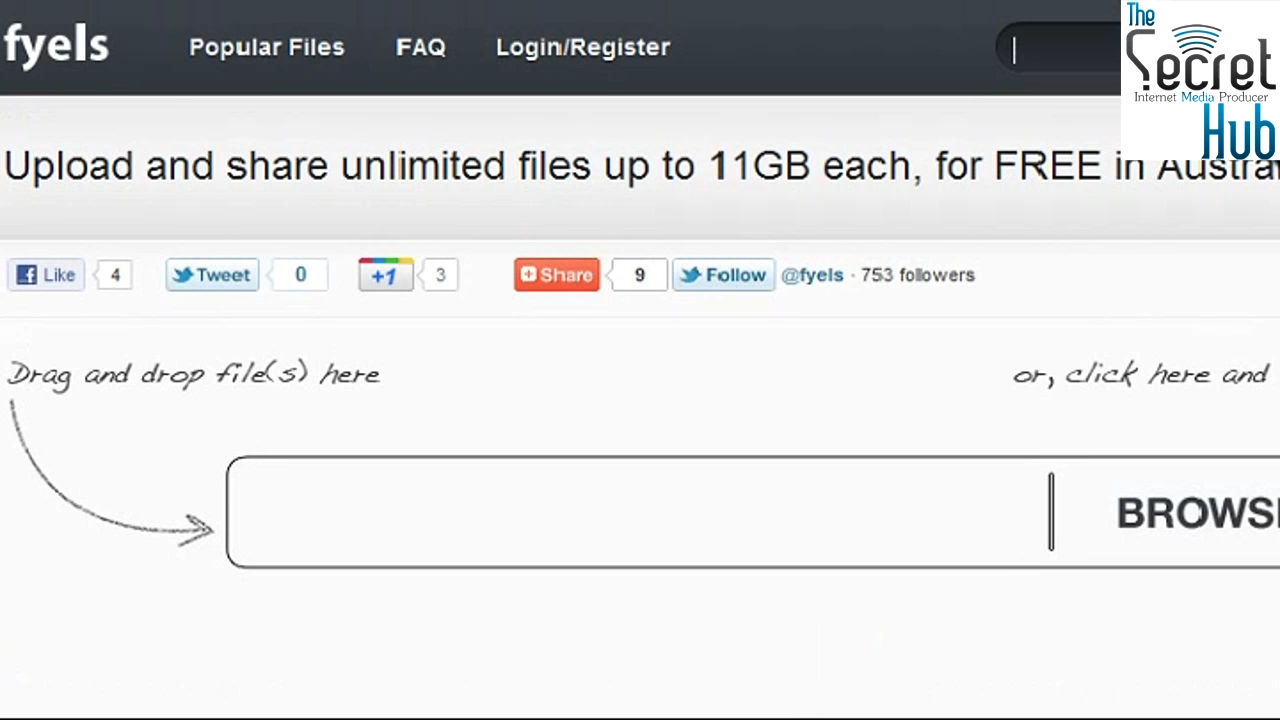 fyels
Popular Files
FAQ
Login/Register
The
Secret
Internet Media Producer
Hub
Upload and share unlimited files up to 11GB each, for FREE in
Like
4
Tweet
0
+1
3
Share
9
Follow
@fyels · 753 followers
Drag and drop file(s) here
or, click here and
BROWS